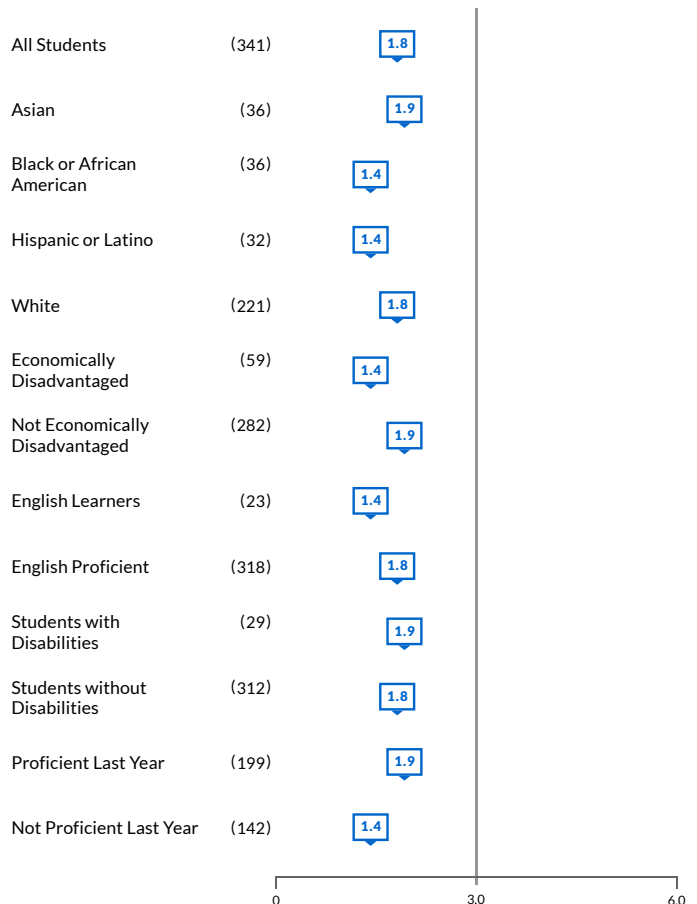 All Students (341) 1.8
Asian (36) 1.9
Black or African (36)
American 1.4
Hispanic or Latino (32) 1.4
White (221) 1.8
Economically (59)
Disadvantaged 1.4
Not Economically (282)
Disadvantaged 1.9
English Learners (23) 1.4
English Proficient (318) 1.8
Students with (29)
Disabilities 1.9
Students without (312)
Disabilities 1.8
Proficient Last Year (199) 1.9
Not Proficient Last Year (142) 1.4
0 3.0 6.0